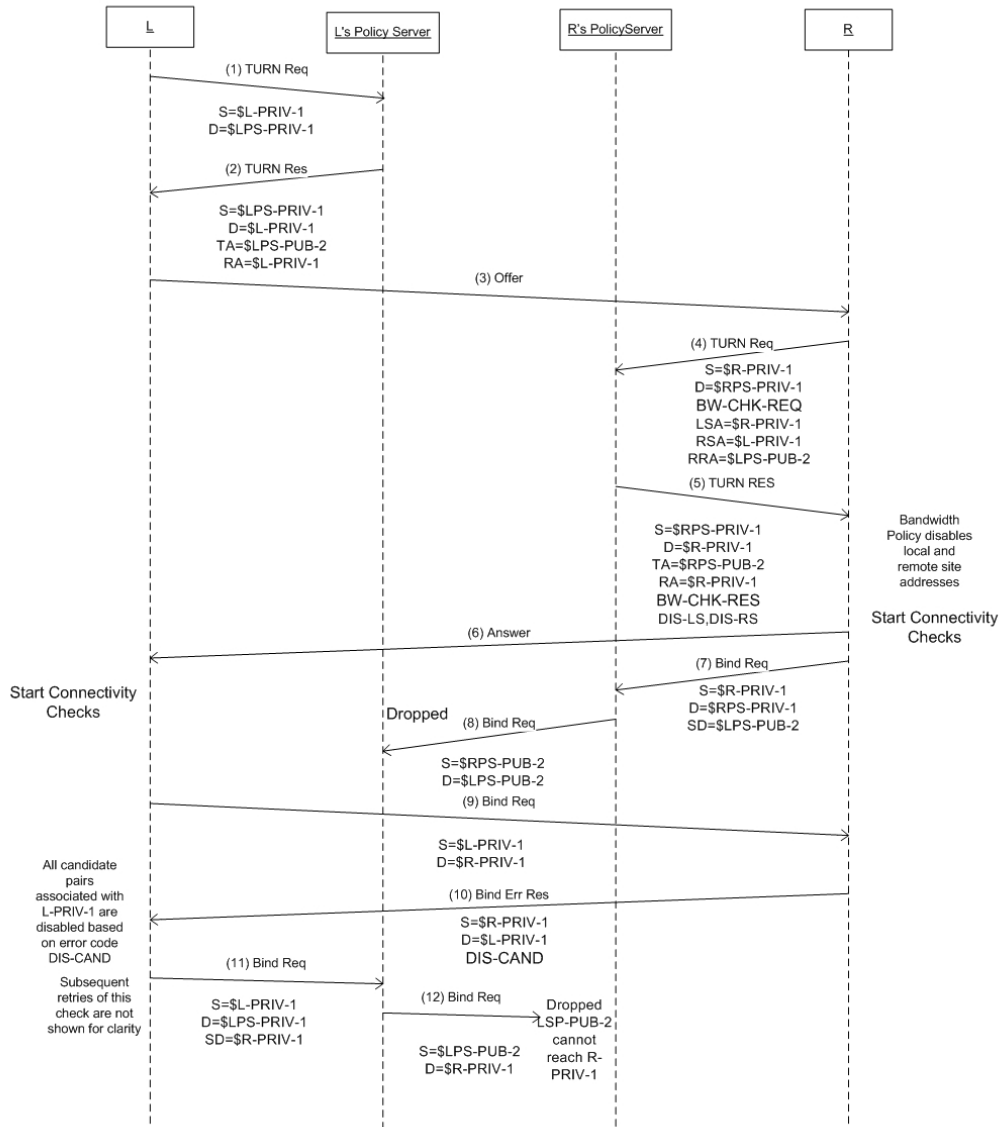 L
L's Policy Server
R's PolicyServer
R
(1) TURN Req
S=$L-PRIV-1
D=$LPS-PRIV-1
(2) TURN Res
S=$LPS-PRIV-1
D=$L-PRIV-1
TA=$LPS-PUB-2
RA=$L-PRIV-1
(3) Offer
(4) TURN Req
S=$R-PRIV-1
D=$RPS-PRIV-1
BW-CHK-REQ
LSA=$R-PRIV-1
RSA=$L-PRIV-1
RRA=$LPS-PUB-2
(5) TURN RES
S=$RPS-PRIV-1
D=$R-PRIV-1
TA=$RPS-PUB-2
RA=$R-PRIV-1
BW-CHK-RES
DIS-LS,DIS-RS
Bandwidth
Policy disables
local and
remote site
addresses
(6) Answer
Start Connectivity
Checks
(7) Bind Req
S=$R-PRIV-1
D=$RPS-PRIV-1
SD=$LPS-PUB-2
Start Connectivity
Checks
Dropped
(8) Bind Req
S=$RPS-PUB-2
D=$LPS-PUB-2
(9) Bind Req
S=$L-PRIV-1
D=$R-PRIV-1
All candidate
pairs
associated with
L-PRIV-1 are
disabled based
on error code
DIS-CAND
(10) Bind Err Res
S=$R-PRIV-1
D=$L-PRIV-1
DIS-CAND
(11) Bind Req
Subsequent
retries of this
check are not
shown for clarity
S=$L-PRIV-1
D=$LPS-PRIV-1
SD=$R-PRIV-1
(12) Bind Req
S=$LPS-PUB-2
D=$R-PRIV-1
Dropped
LSP-PUB-2
cannot
reach R-
PRIV-1